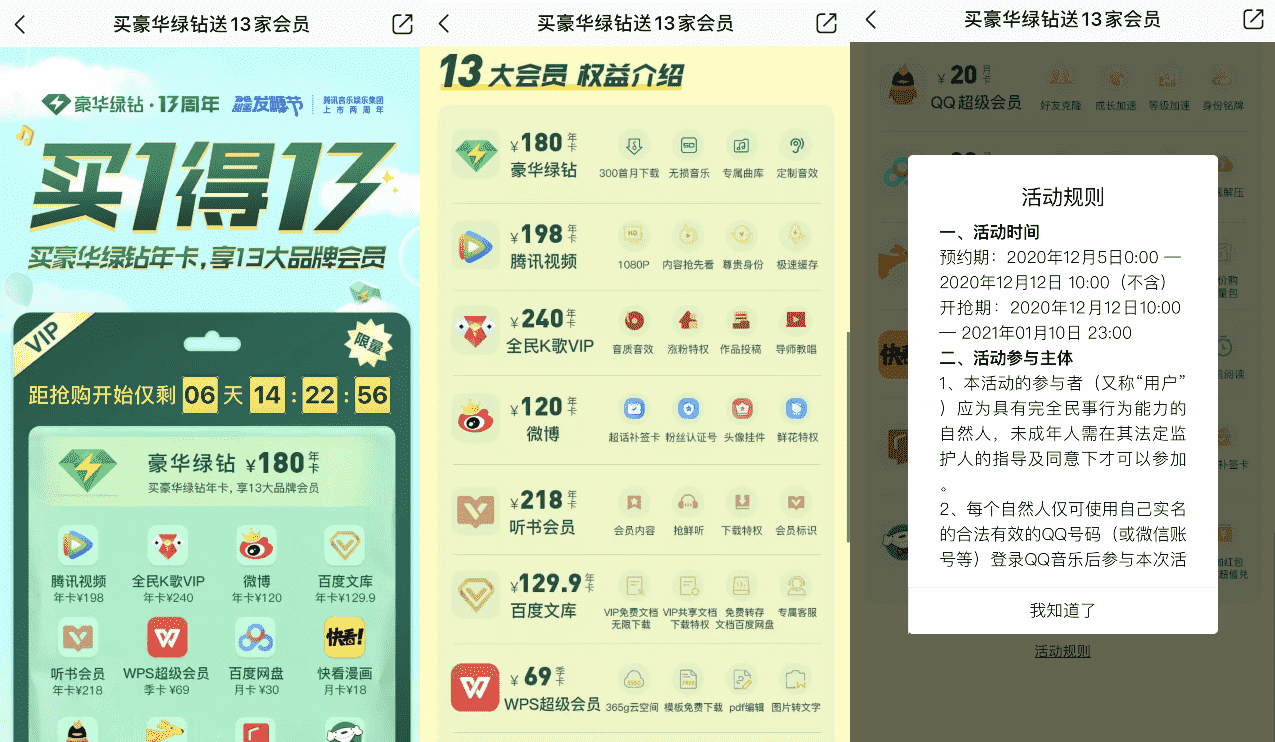 买豪华绿钻送13家会员
豪华绿钻·13周年
腾讯音乐娱乐集团
上市两周年
买1得13
买豪华绿钻年卡,享13大品牌会员
VIP
限量
距抢购开始仅剩 06 天 14 : 22 : 56
豪华绿钻 ¥180年卡
买豪华绿钻年卡,享13大品牌会员
腾讯视频 全民K歌VIP 微博 百度文库
年卡¥198 年卡¥240 年卡¥120 年卡¥129.9
快看!
听书会员 WPS超级会员 百度网盘 快看漫画
年卡¥218 季卡 ¥69 月卡 ¥30 月卡¥18
买豪华绿钻送13家会员
13大会员 权益介绍
¥180年卡
豪华绿钻
300首月下载 无损音乐 专属曲库 定制音效
¥198年卡
腾讯视频
1080P 内容抢先看 尊贵身份 极速缓存
¥240年卡
全民K歌VIP
音质音效 涨粉特权 作品投稿 导师教唱
¥120年卡
微博
超话补签卡 粉丝认证号 头像挂件 鲜花特权
¥218年卡
听书会员
会员内容 抢鲜听 下载特权 会员标识
¥129.9年卡
百度文库
VIP免费文档 VIP共享文档 免费转存 专属客服
无限下载 下载特权 文档百度网盘
¥69季卡
WPS超级会员
365g云空间 模板免费下载 pdf编辑 图片转文字
买豪华绿钻送13家会员
¥20月卡
QQ超级会员
好友克隆 成长加速 等级加速 身份铭牌
活动规则
一、活动时间
预约期：2020年12月5日0:00 —
2020年12月12日 10:00（不含）
开抢期：2020年12月12日10:00
— 2021年01月10日 23:00
二、活动参与主体
1、本活动的参与者（又称“用户”
）应为具有完全民事行为能力的
自然人，未成年人需在其法定监
护人的指导及同意下才可以参加
。
2、每个自然人仅可使用自己实名
的合法有效的QQ号码（或微信账
号等）登录QQ音乐后参与本次活
我知道了
活动规则